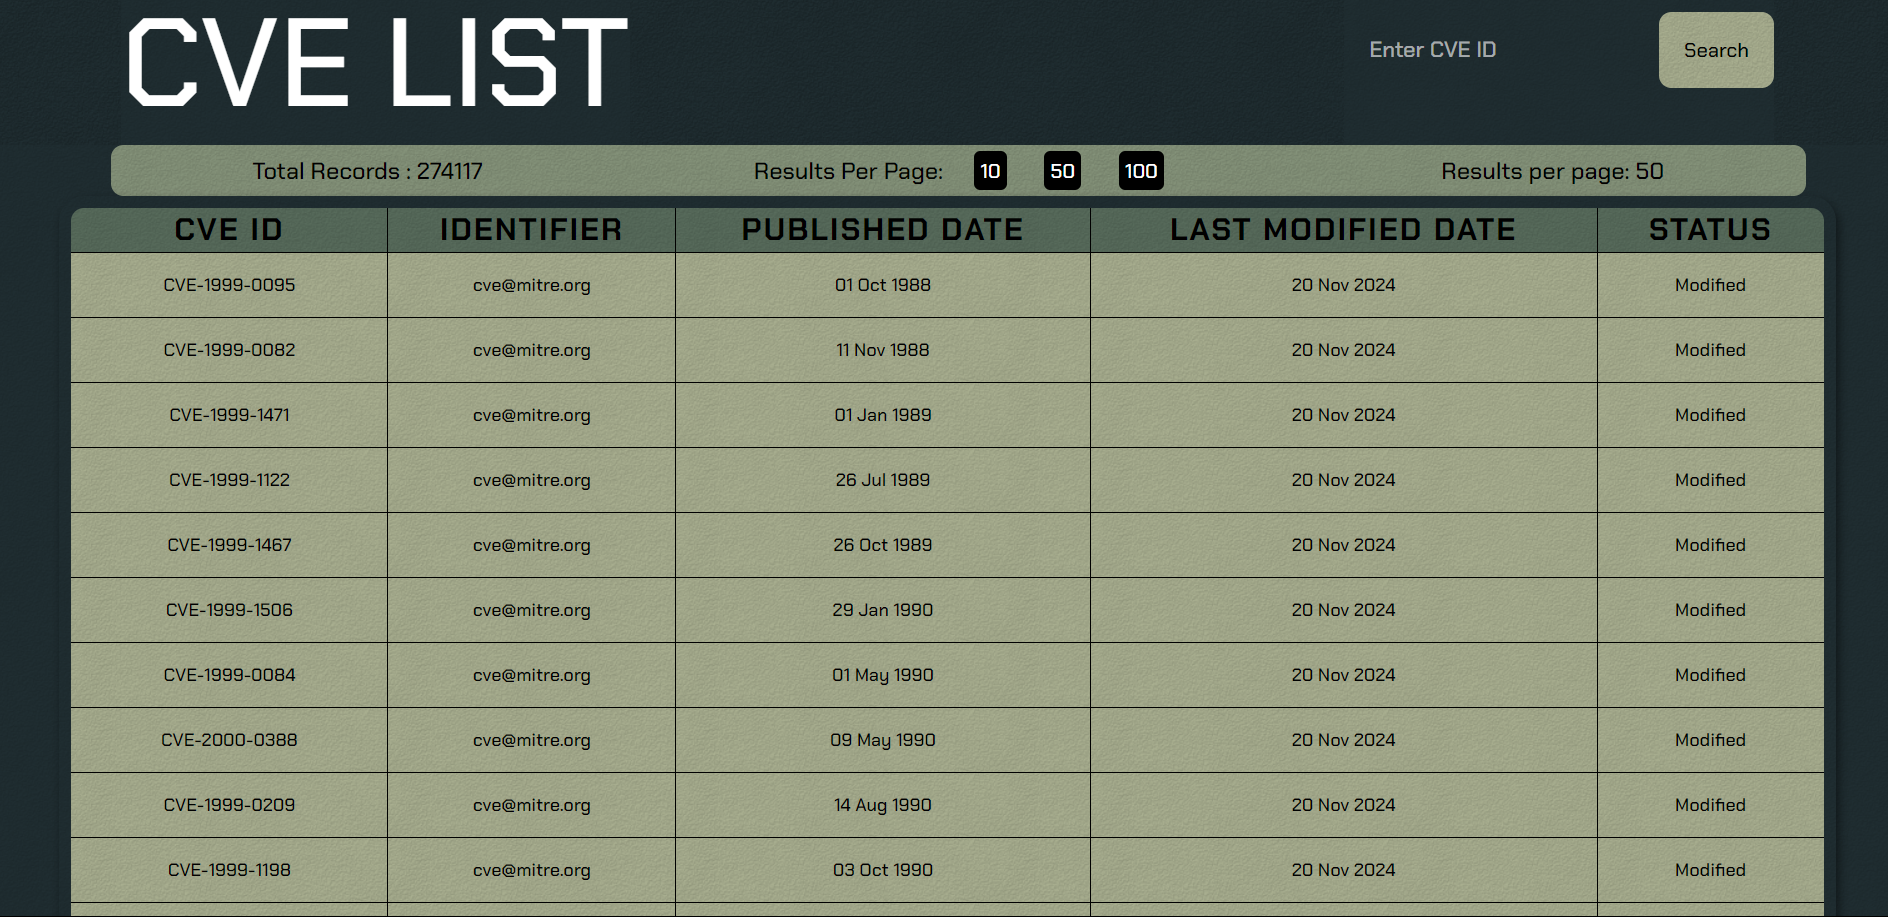 CVE LIST
Enter CVE ID
Search
Total Records : 274117
Results Per Page: 10 50 100
Results per page: 50
CVE ID IDENTIFIER PUBLISHED DATE LAST MODIFIED DATE STATUS
CVE-1999-0095 cve@mitre.org 01 Oct 1988 20 Nov 2024 Modified
CVE-1999-0082 cve@mitre.org 11 Nov 1988 20 Nov 2024 Modified
CVE-1999-1471 cve@mitre.org 01 Jan 1989 20 Nov 2024 Modified
CVE-1999-1122 cve@mitre.org 26 Jul 1989 20 Nov 2024 Modified
CVE-1999-1467 cve@mitre.org 26 Oct 1989 20 Nov 2024 Modified
CVE-1999-1506 cve@mitre.org 29 Jan 1990 20 Nov 2024 Modified
CVE-1999-0084 cve@mitre.org 01 May 1990 20 Nov 2024 Modified
CVE-2000-0388 cve@mitre.org 09 May 1990 20 Nov 2024 Modified
CVE-1999-0209 cve@mitre.org 14 Aug 1990 20 Nov 2024 Modified
CVE-1999-1198 cve@mitre.org 03 Oct 1990 20 Nov 2024 Modified